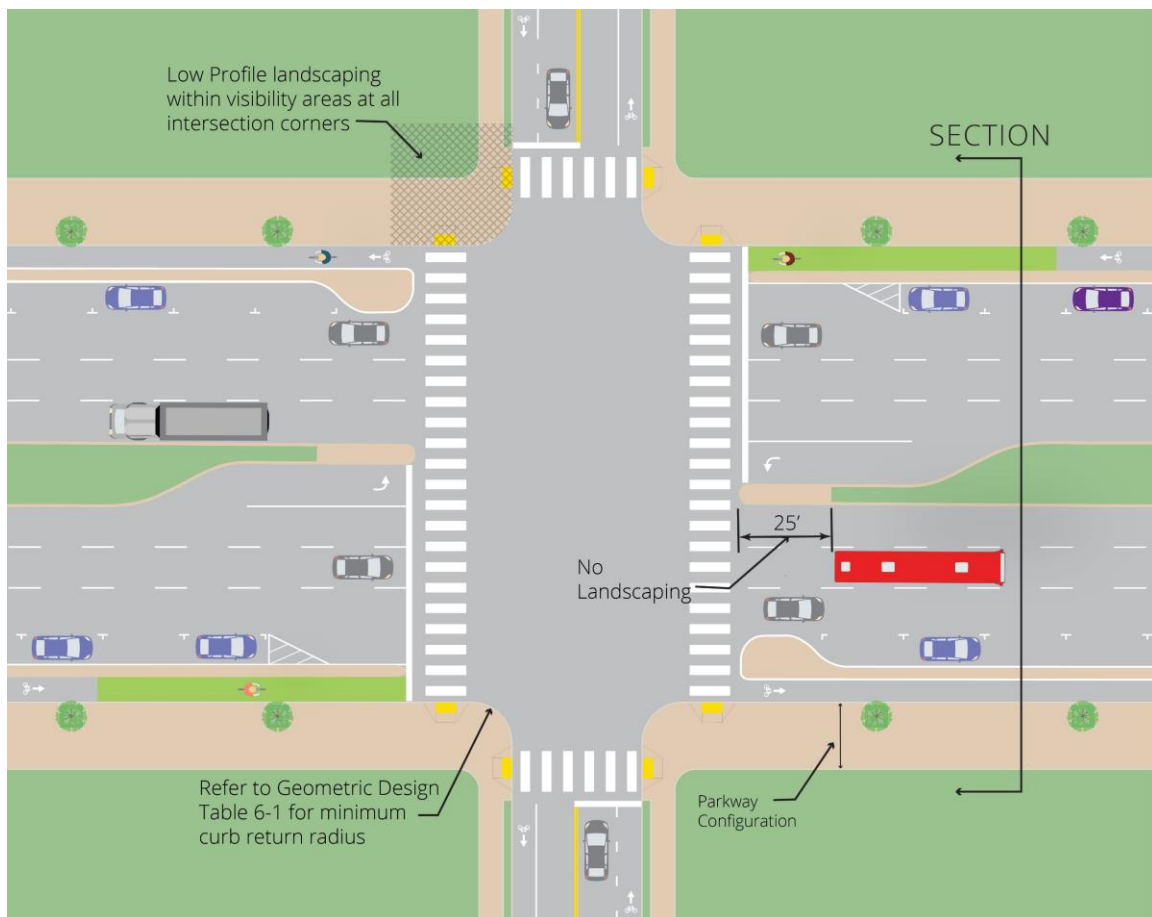 Low Profile landscaping
within visibility areas at all
intersection corners
SECTION
25'
No
Landscaping
Refer to Geometric Design
Table 6-1 for minimum
curb return radius
Parkway
Configuration